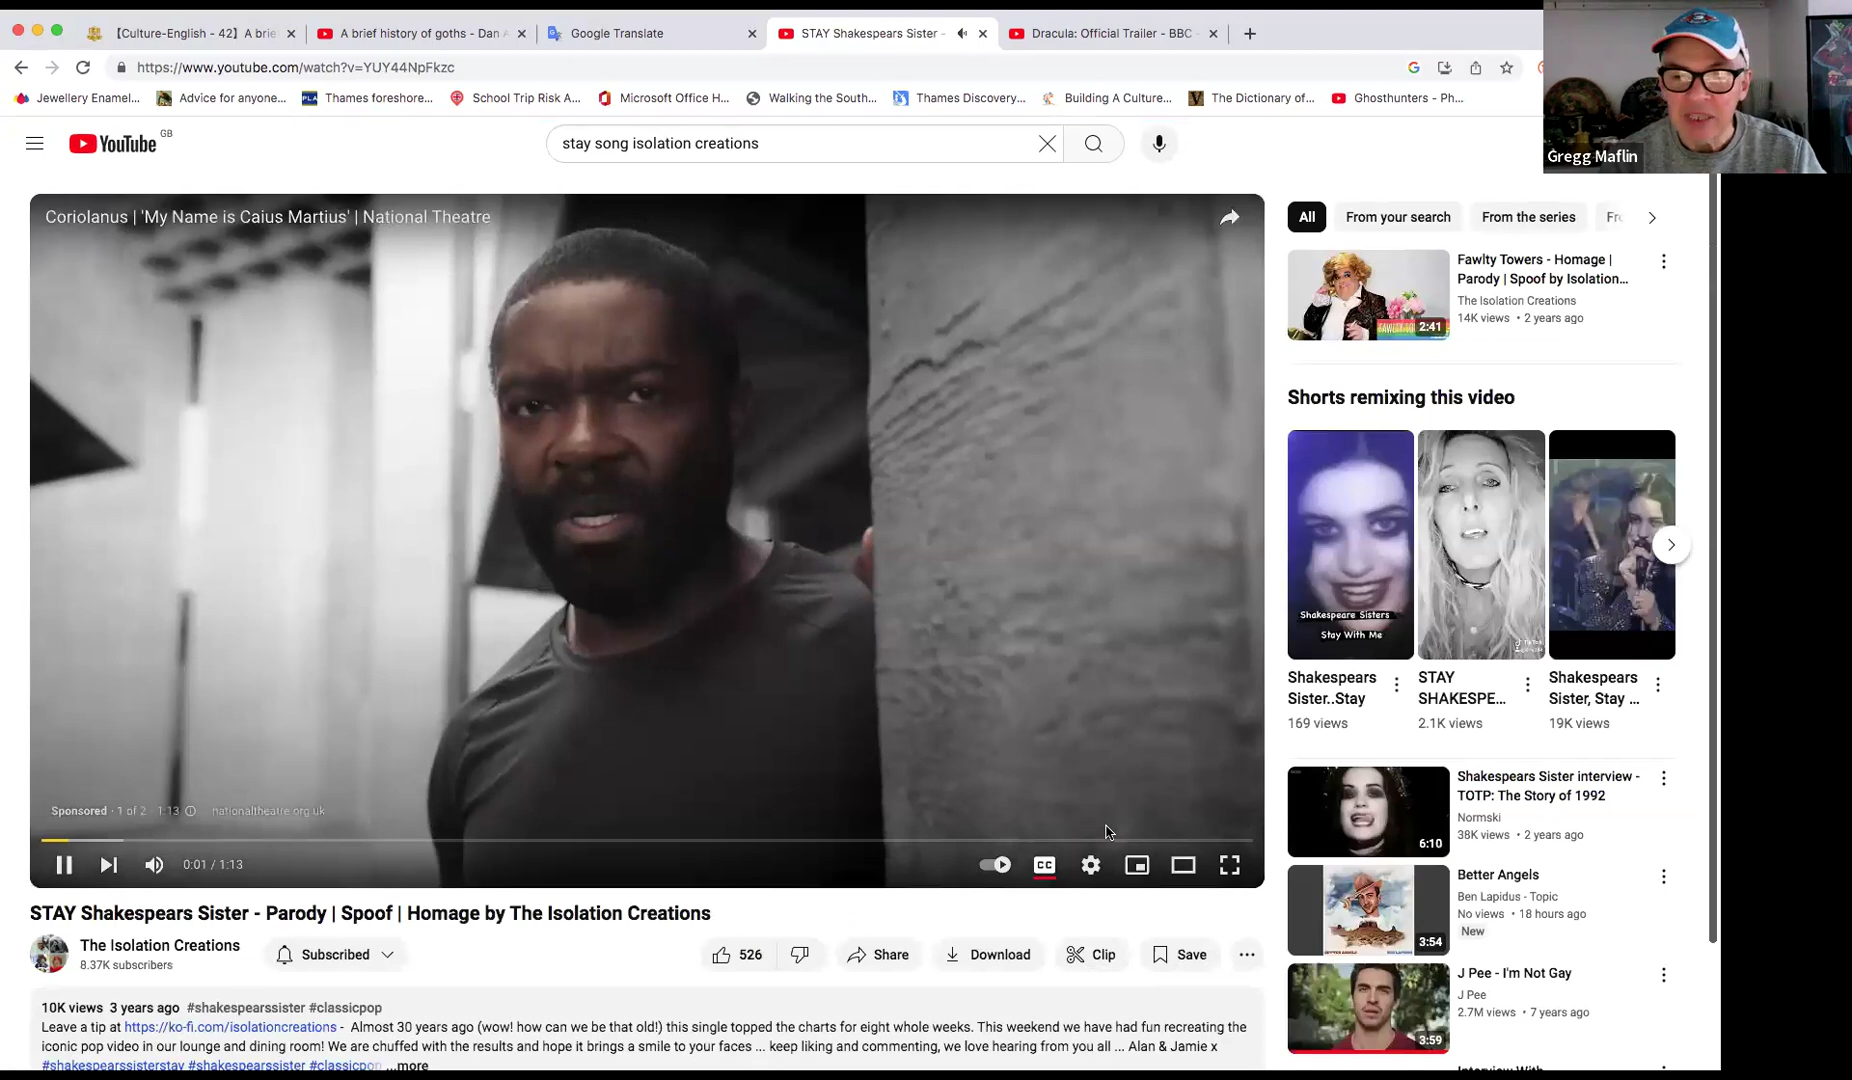 【Culture-English - 42】A brie
A brief history of goths - Dan A
Google Translate
STAY Shakespears Sister -
Dracula: Official Trailer - BBC
https://www.youtube.com/watch?v=YUY44NpFkzc
Jewellery Enamel...
Advice for anyone...
PLA
Thames foreshore...
School Trip Risk A...
Microsoft Office H...
Walking the South...
Thames Discovery...
Building A Culture...
The Dictionary of...
Ghosthunters - Ph...
Gregg Maflin
YouTube GB
stay song isolation creations
Coriolanus | 'My Name is Caius Martius' | National Theatre
Sponsored · 1 of 2 · 1:13
nationaltheatre.org.uk
0:01 / 1:13
CC
STAY Shakespears Sister - Parody | Spoof | Homage by The Isolation Creations
The Isolation Creations
8.37K subscribers
Subscribed
526
Share
Download
Clip
Save
10K views 3 years ago #shakespearssister #classicpop
Leave a tip at https://ko-fi.com/isolationcreations - Almost 30 years ago (wow! how can we be that old!) this single topped the charts for eight whole weeks. This weekend we have had fun recreating the
iconic pop video in our lounge and dining room! We are chuffed with the results and hope it brings a smile to your faces ... keep liking and commenting, we love hearing from you all ... Alan & Jamie x
#shakespearssisterstay #shakespearssister #classicpop ...more
All
From your search
From the series
Fr
2:41
Fawlty Towers - Homage |
Parody | Spoof by Isolation...
The Isolation Creations
14K views • 2 years ago
Shorts remixing this video
Shakespeare Sisters
Stay With Me
TikTok
Shakespears
Sister..Stay
169 views
STAY
SHAKESPE...
2.1K views
Shakespears
Sister, Stay ...
19K views
6:10
Shakespears Sister interview -
TOTP: The Story of 1992
Normski
38K views • 2 years ago
3:54
Better Angels
Ben Lapidus - Topic
No views • 18 hours ago
New
3:59
J Pee - I'm Not Gay
J Pee
2.7M views • 7 years ago
Interview With